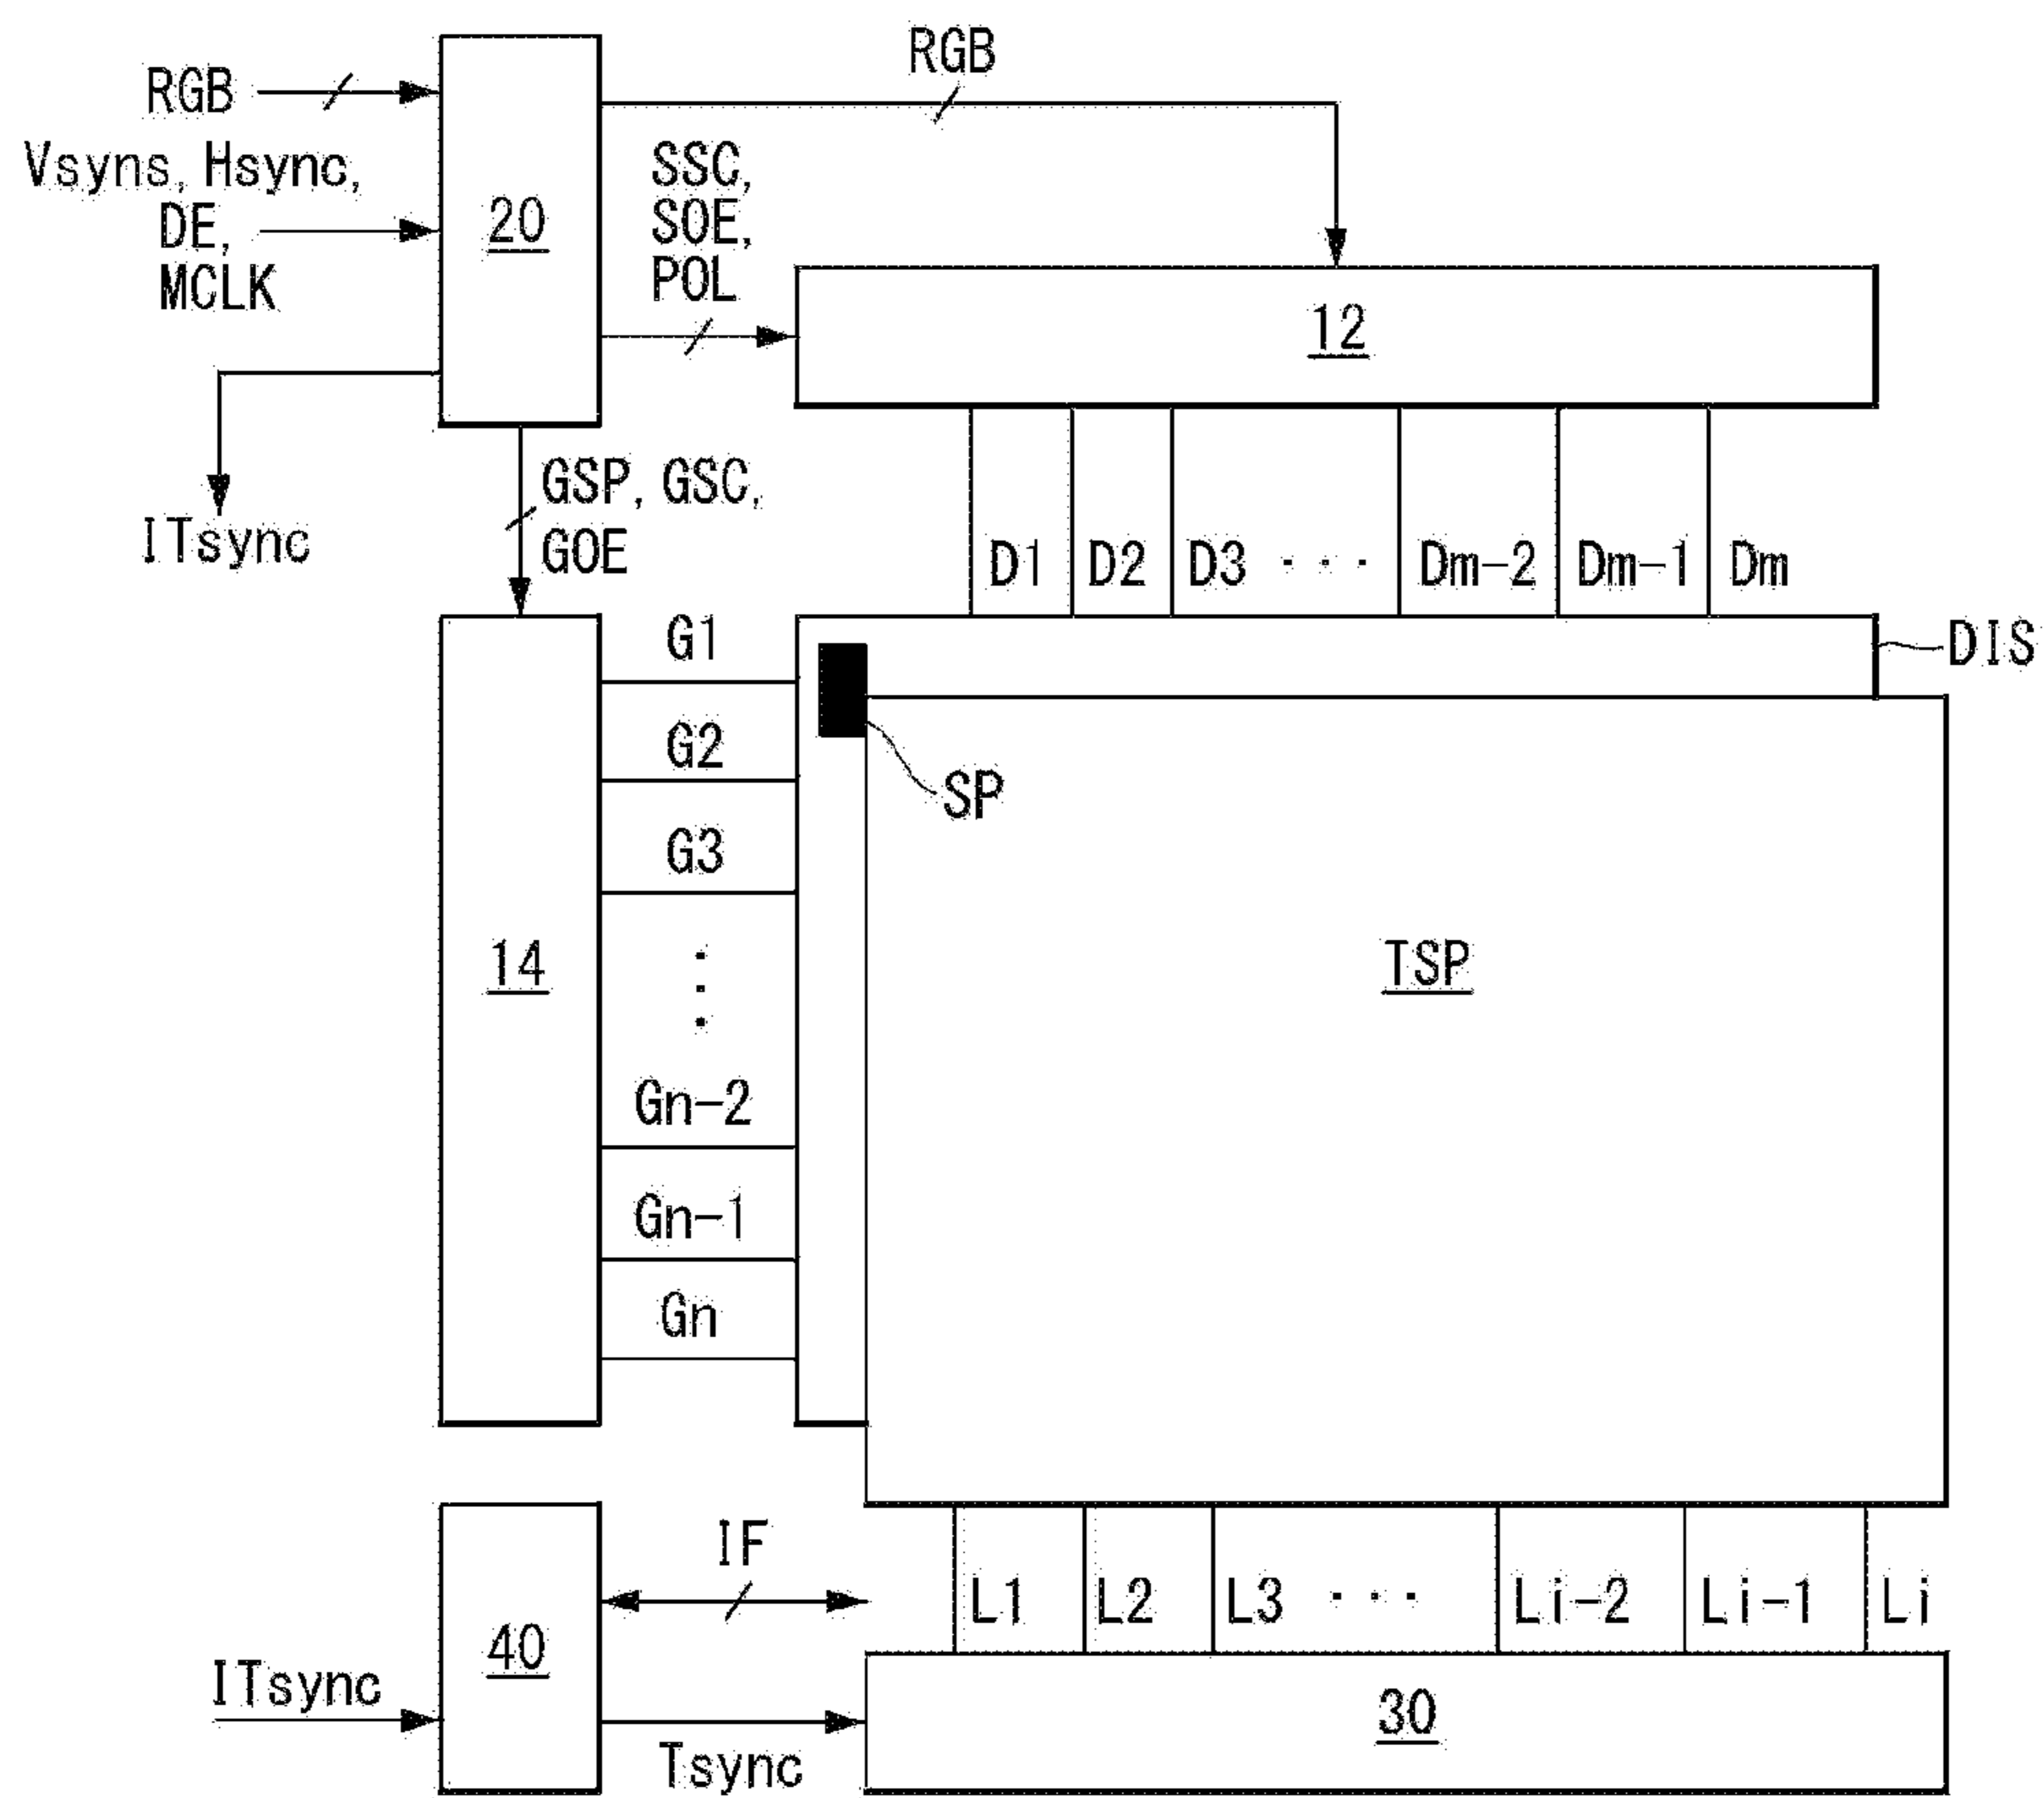 RGB
RGB
Vsyns, Hsync,
DE,
MCLK
20
SSC,
SOE,
POL
12
ITsync
GSP, GSC,
GOE
D1 D2 D3 ··· Dm-2 Dm-1 Dm
DIS
G1
G2
SP
G3
14
TSP
Gn-2
Gn-1
Gn
IF
L1 L2 L3 ··· Li-2 Li-1 Li
40
ITsync
30
Tsync